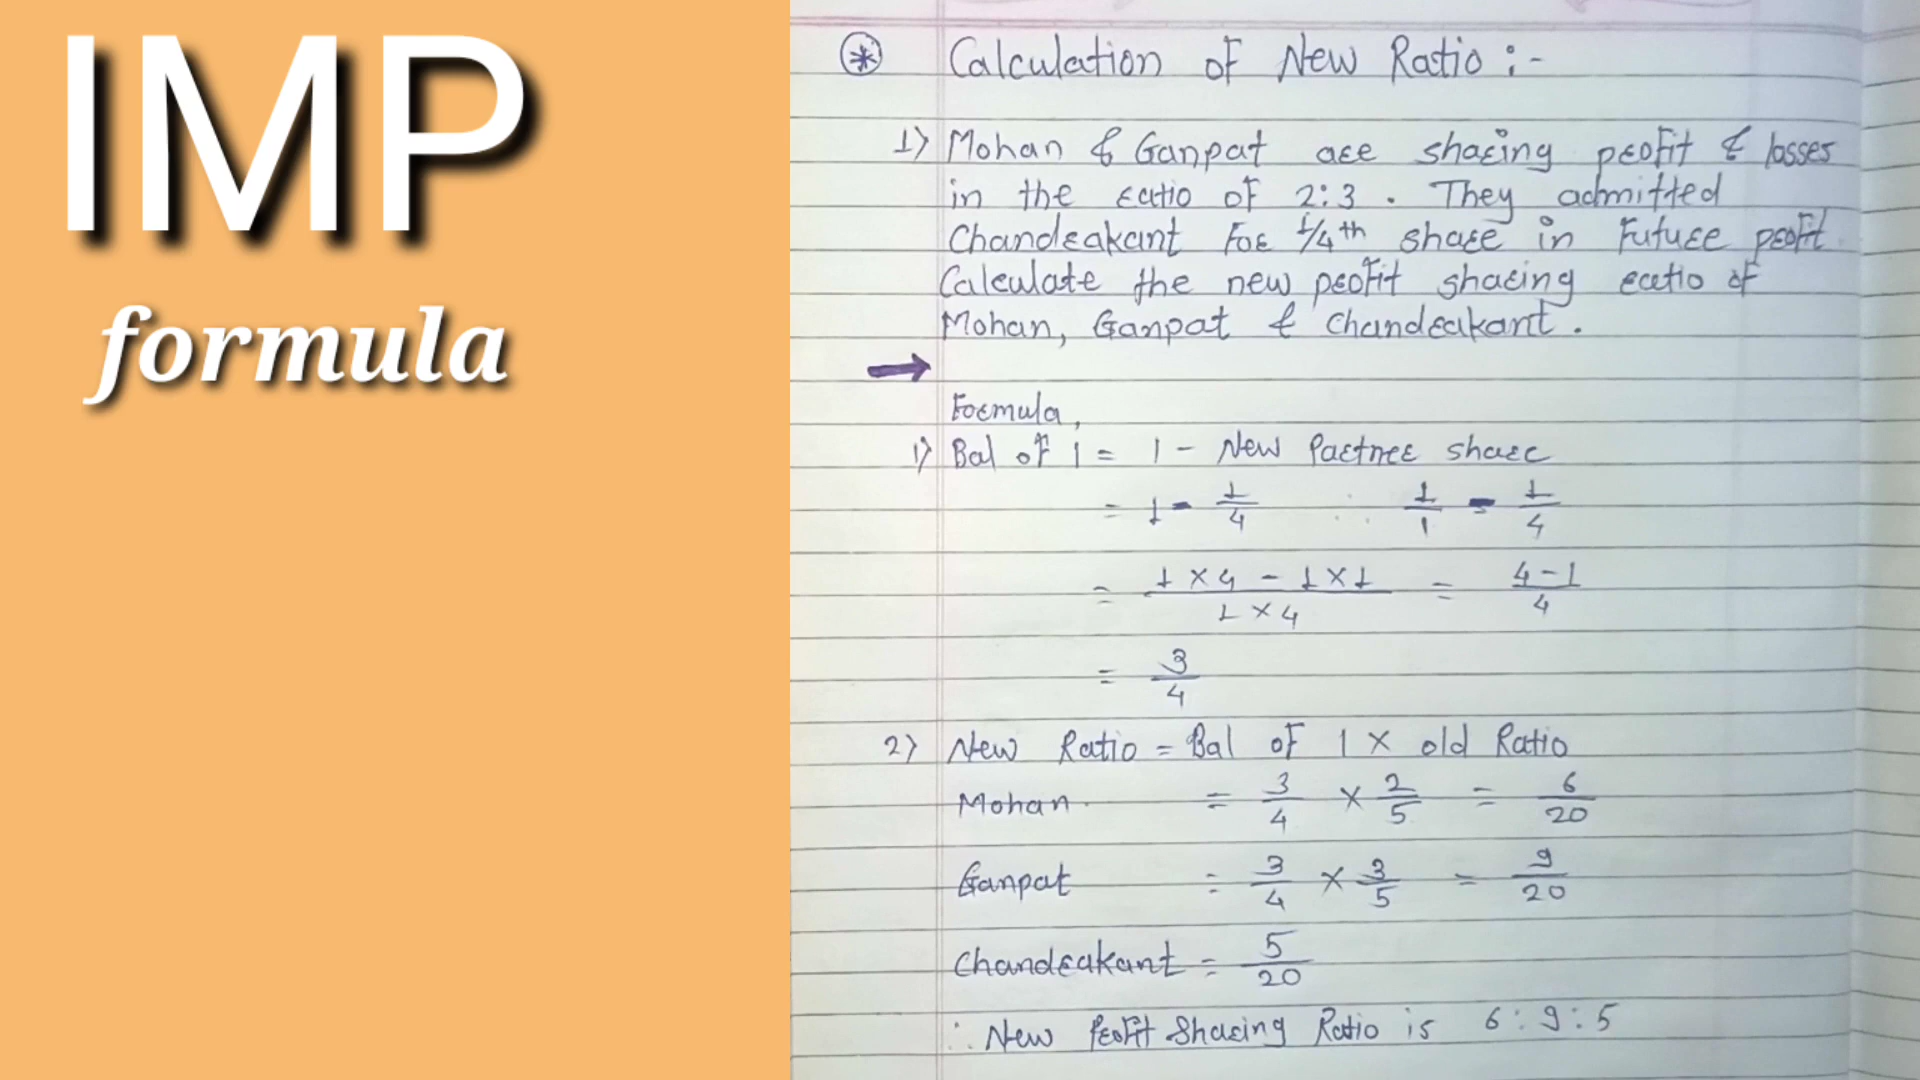 IMP
formula
* Calculation of New Ratio :-
1) Mohan & Ganpat are sharing profit & losses
in the ratio of 2:3 . They admitted
Chandrakant For 1/4th share in Future profit
Calculate the new profit sharing ratio of
Mohan, Ganpat & Chandrakant .
→
Formula,
1) Bal of 1 = 1 - New Partner share
= 1 - 1/4 ∴ 1/1 - 1/4
= 1 × 4 - 1 × 1 / 1 × 4 = 4 - 1 / 4
= 3/4
2) New Ratio = Bal of 1 × old Ratio
Mohan = 3/4 × 2/5 = 6/20
Ganpat = 3/4 × 3/5 = 9/20
Chandrakant = 5/20
∴ New Profit Sharing Ratio is 6 : 9 : 5